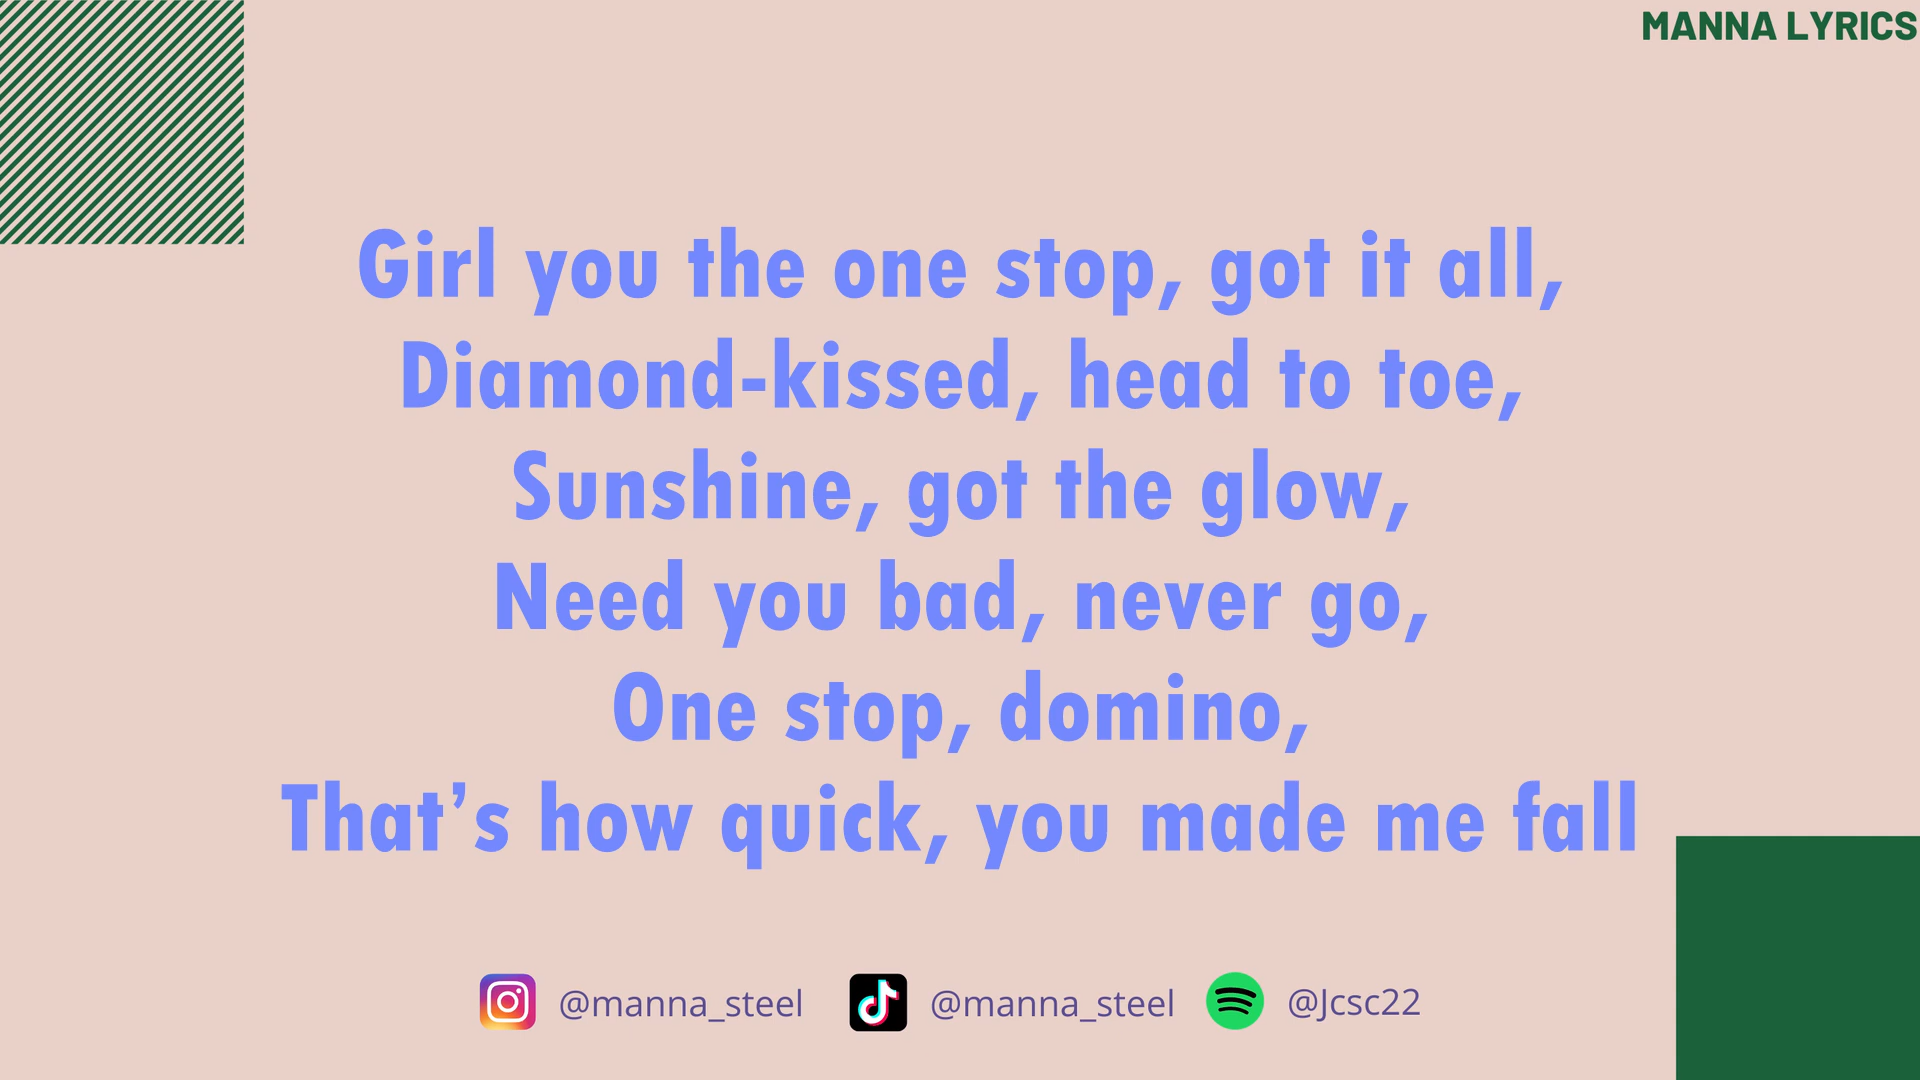 MANNA LYRICS
Girl you the one stop, got it all,
Diamond-kissed, head to toe,
Sunshine, got the glow,
Need you bad, never go,
One stop, domino,
That’s how quick, you made me fall
@manna_steel @manna_steel @Jcsc22